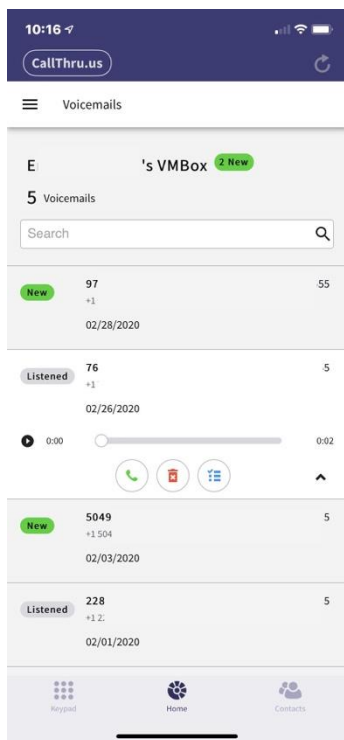 10:16
CallThru.us
Voicemails
E 's VMBox 2 New
5 Voicemails
Search
New 97 55
+1
02/28/2020
Listened 76 5
+1
02/26/2020
0:00 0:02
New 5049 5
+1 504
02/03/2020
Listened 228 5
+1 2
02/01/2020
Keypad Home Contacts